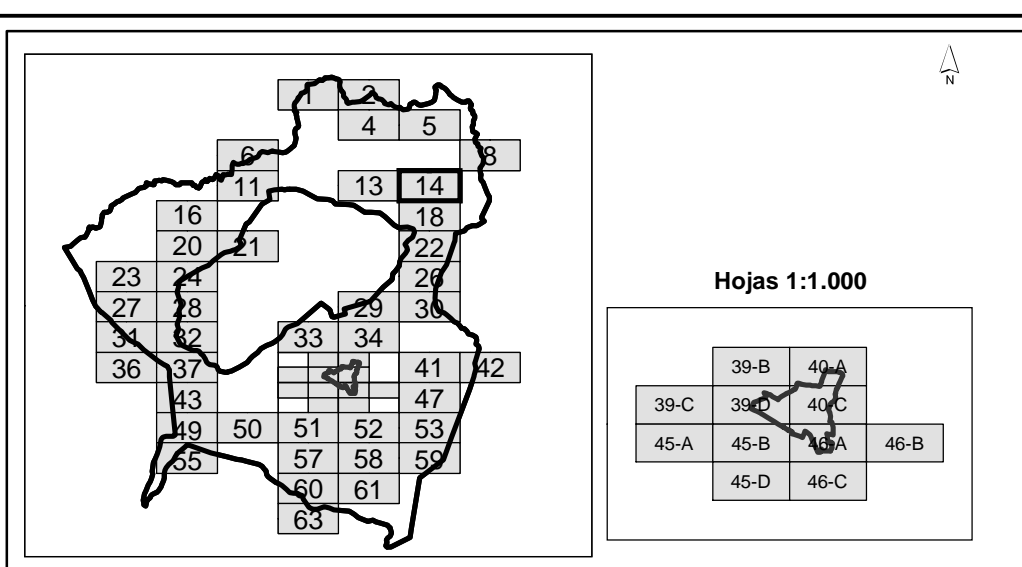 N
1 2
4 5
6 8
11 13 14
16 18
20 21 22
23 24 26
27 28 29 30
31 32 33 34
36 37 41 42
43 47
49 50 51 52 53
55 57 58 59
60 61
63
Hojas 1:1.000
39-B 40-A
39-C 39-D 40-C
45-A 45-B 46-A 46-B
45-D 46-C